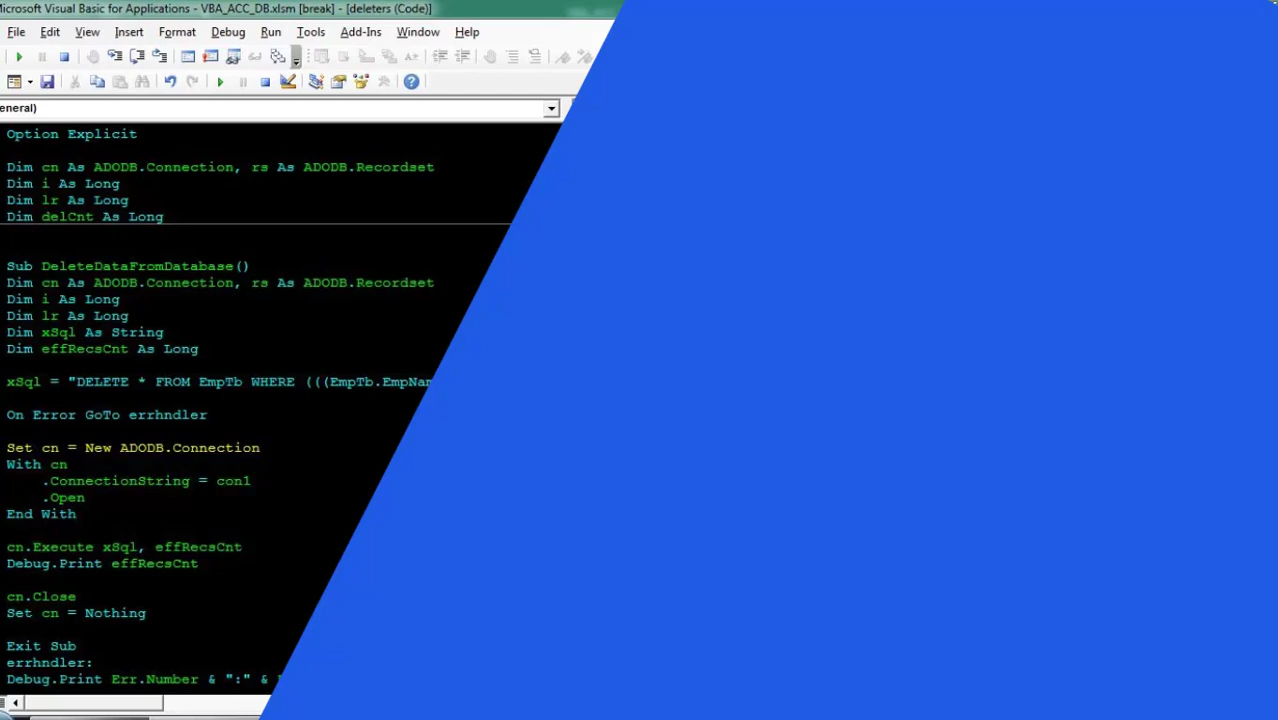 Microsoft Visual Basic for Applications - VBA_ACC_DB.xlsm [break] - [deleters (Code)]
File Edit View Insert Format Debug Run Tools Add-Ins Window Help
eneral)
Option Explicit
Dim cn As ADODB.Connection, rs As ADODB.Recordset
Dim i As Long
Dim lr As Long
Dim delCnt As Long
Sub DeleteDataFromDatabase()
Dim cn As ADODB.Connection, rs As ADODB.Recordset
Dim i As Long
Dim lr As Long
Dim xSql As String
Dim effRecsCnt As Long
xSql = "DELETE * FROM EmpTb WHERE (((EmpTb.EmpNam
On Error GoTo errhndler
Set cn = New ADODB.Connection
With cn
.ConnectionString = con1
.Open
End With
cn.Execute xSql, effRecsCnt
Debug.Print effRecsCnt
cn.Close
Set cn = Nothing
Exit Sub
errhndler:
Debug.Print Err.Number & ":" &